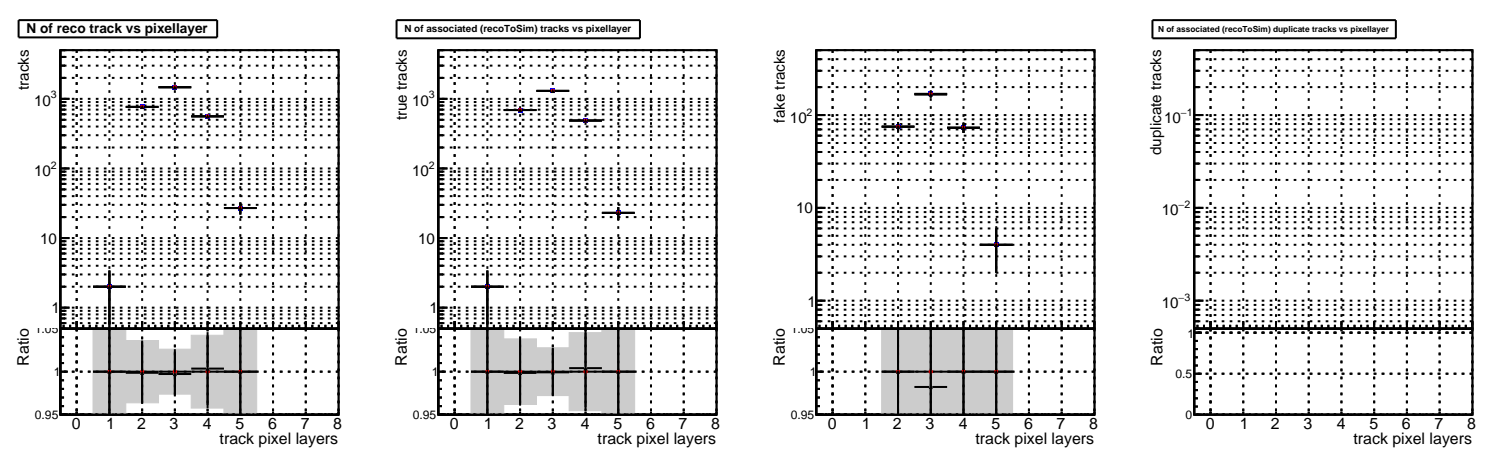 N of reco track vs pixellayer
tracks
10³
10²
10
1
1.05
Ratio
1
0.95
0 1 2 3 4 5 6 7 8
track pixel layers
N of associated (recoToSim) tracks vs pixellayer
true tracks
10³
10²
10
1
1.05
Ratio
1
0.95
0 1 2 3 4 5 6 7 8
track pixel layers
fake tracks
10²
10
1
1.05
Ratio
1
0.95
0 1 2 3 4 5 6 7 8
track pixel layers
N of associated (recoToSim) duplicate tracks vs pixellayer
duplicate tracks
10⁻¹
10⁻²
10⁻³
Ratio
1
0.5
0
0 1 2 3 4 5 6 7 8
track pixel layers